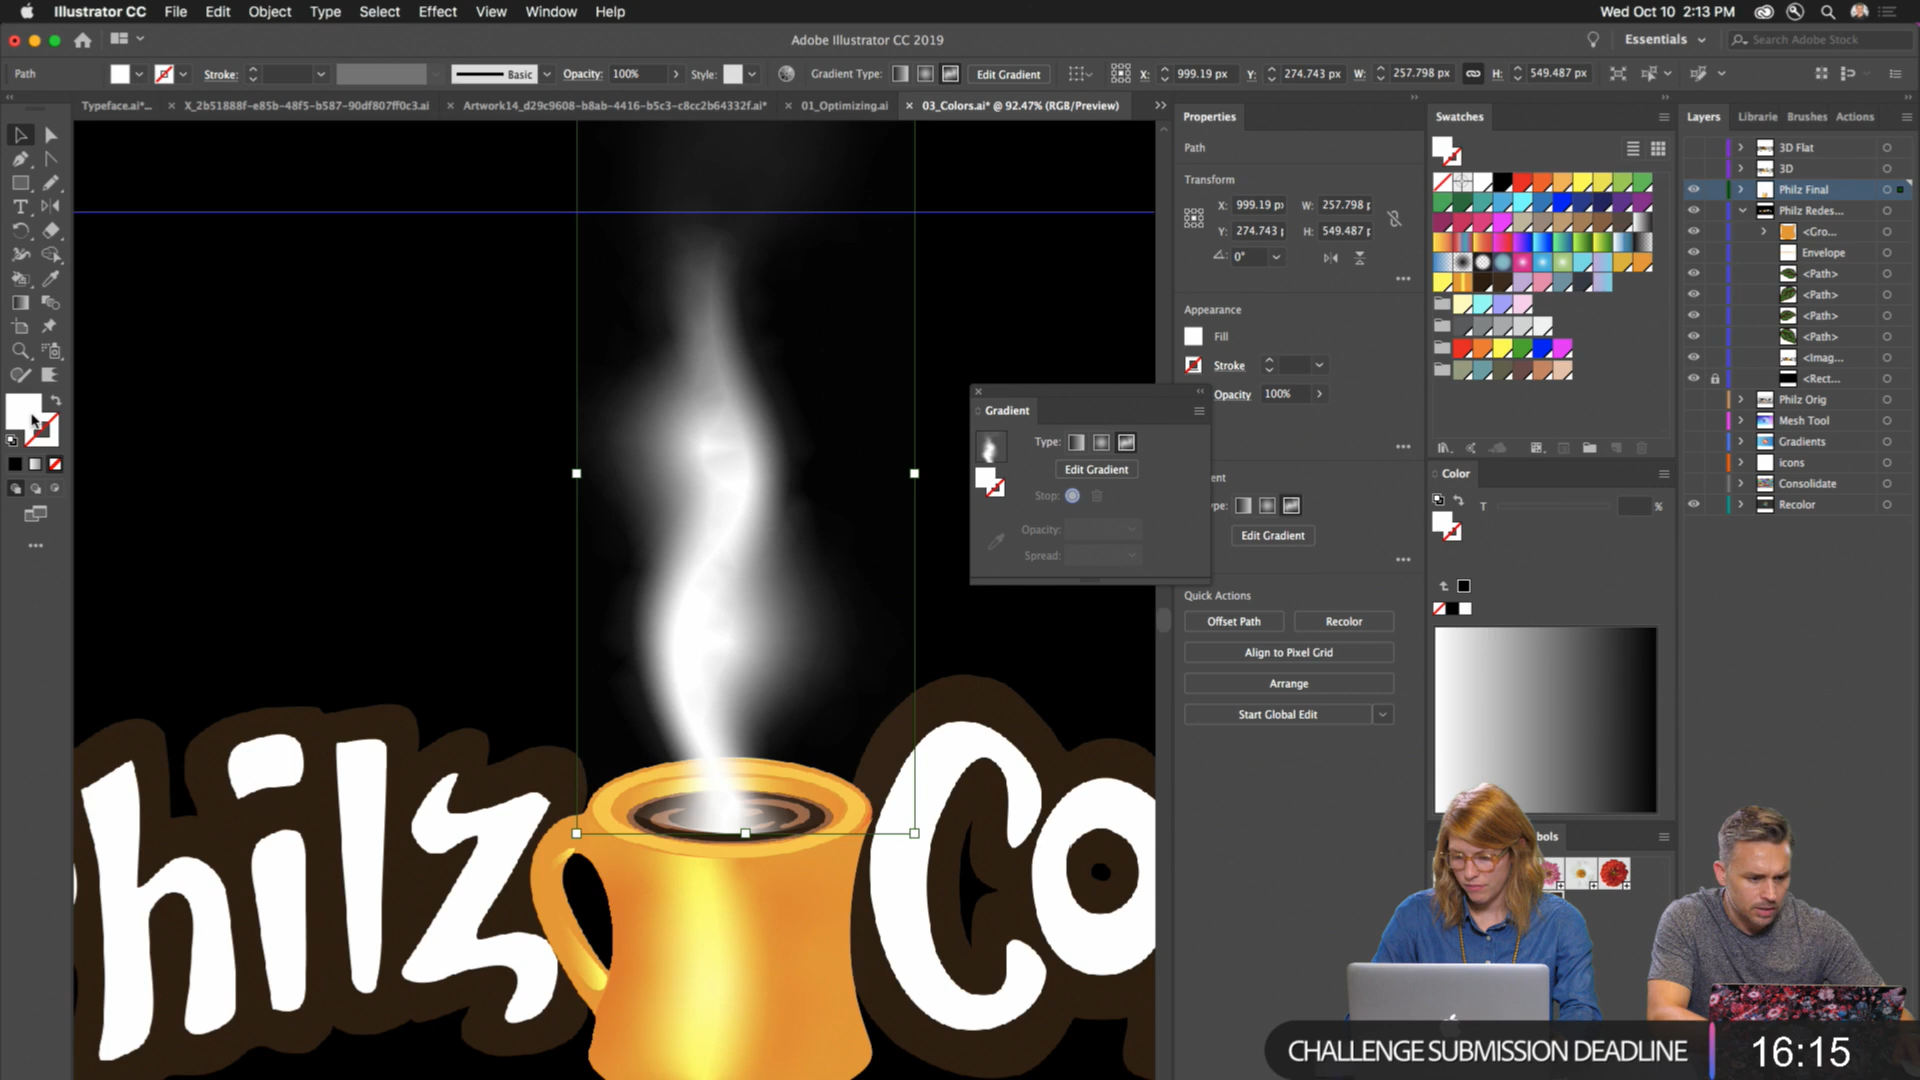 Illustrator CC File Edit Object Type Select Effect View Window Help
Wed Oct 10 2:13 PM
Adobe Illustrator CC 2019
Essentials
Search Adobe Stock
Path
Stroke:
Basic
Opacity: 100%
Style:
Gradient Type:
Edit Gradient
X: 999.19 px
Y: 274.743 px
W: 257.798 px
H: 549.487 px
Typeface.ai*...
X_2b51888f-e85b-48f5-b587-90df807ff0c3.ai
Artwork14_d29c9608-b8ab-4416-b5c3-c8cc2b64332f.ai*
01_Optimizing.ai
03_Colors.ai* @ 92.47% (RGB/Preview)
Properties
Path
Transform
X: 999.19 px
W: 257.798 p
Y: 274.743 p
H: 549.487 p
0°
Appearance
Fill
Stroke
Opacity 100%
ent
pe:
Edit Gradient
Quick Actions
Offset Path
Recolor
Align to Pixel Grid
Arrange
Start Global Edit
Gradient
Type:
Edit Gradient
Stop:
Opacity:
Spread:
Swatches
Color
T
%
bols
Layers
Librarie
Brushes
Actions
3D Flat
3D
Philz Final
Philz Redes...
<Gro...
Envelope
<Path>
<Path>
<Path>
<Path>
<Imag...
<Rect...
Philz Orig
Mesh Tool
Gradients
icons
Consolidate
Recolor
hilz Co
CHALLENGE SUBMISSION DEADLINE
16:15